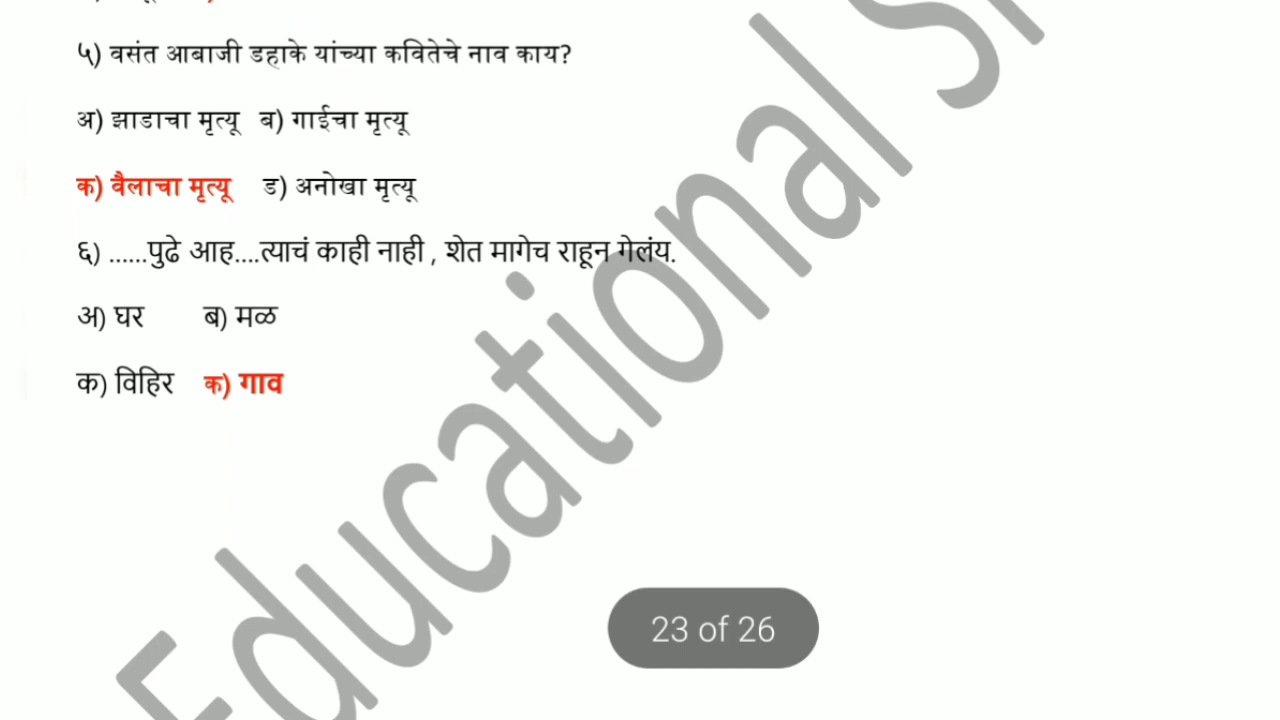 ५) वसंत आबाजी डहाके यांच्या कवितेचे नाव काय?
अ) झाडाचा मृत्यू ब) गाईचा मृत्यू
क) वैलाचा मृत्यू ड) अनोखा मृत्यू
६) ......पुढे आह....त्याचं काही नाही , शेत मागेच राहून गेलंय.
अ) घर ब) मळ
क) विहिर क) गाव
Educational
23 of 26